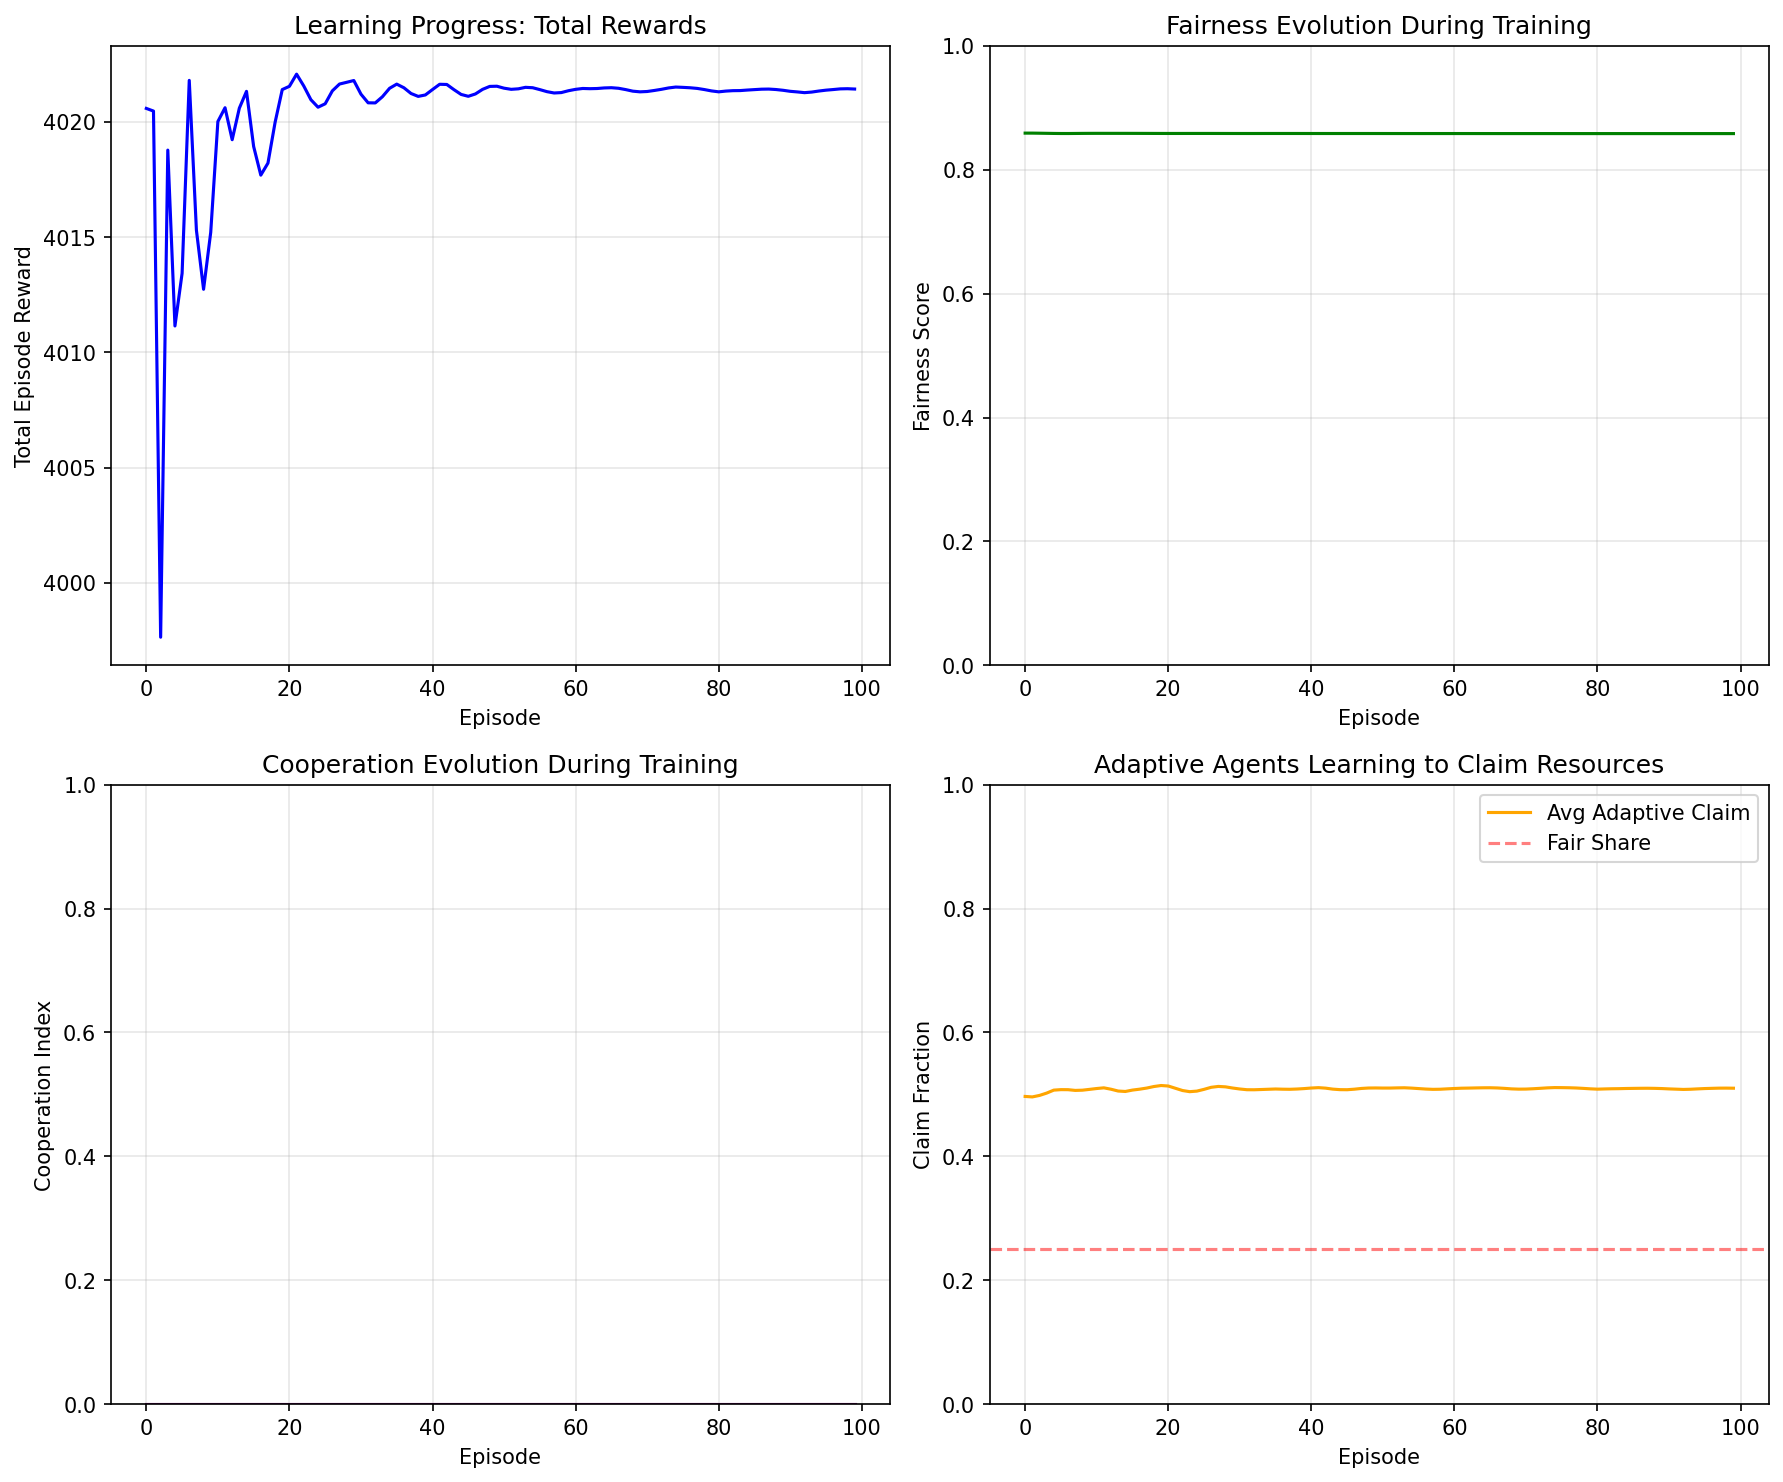 Learning Progress: Total Rewards
Total Episode Reward
4020
4015
4010
4005
4000
0 20 40 60 80 100
Episode
Fairness Evolution During Training
Fairness Score
1.0
0.8
0.6
0.4
0.2
0.0
0 20 40 60 80 100
Episode
Cooperation Evolution During Training
Cooperation Index
1.0
0.8
0.6
0.4
0.2
0.0
0 20 40 60 80 100
Episode
Adaptive Agents Learning to Claim Resources
Avg Adaptive Claim
Fair Share
Claim Fraction
1.0
0.8
0.6
0.4
0.2
0.0
0 20 40 60 80 100
Episode